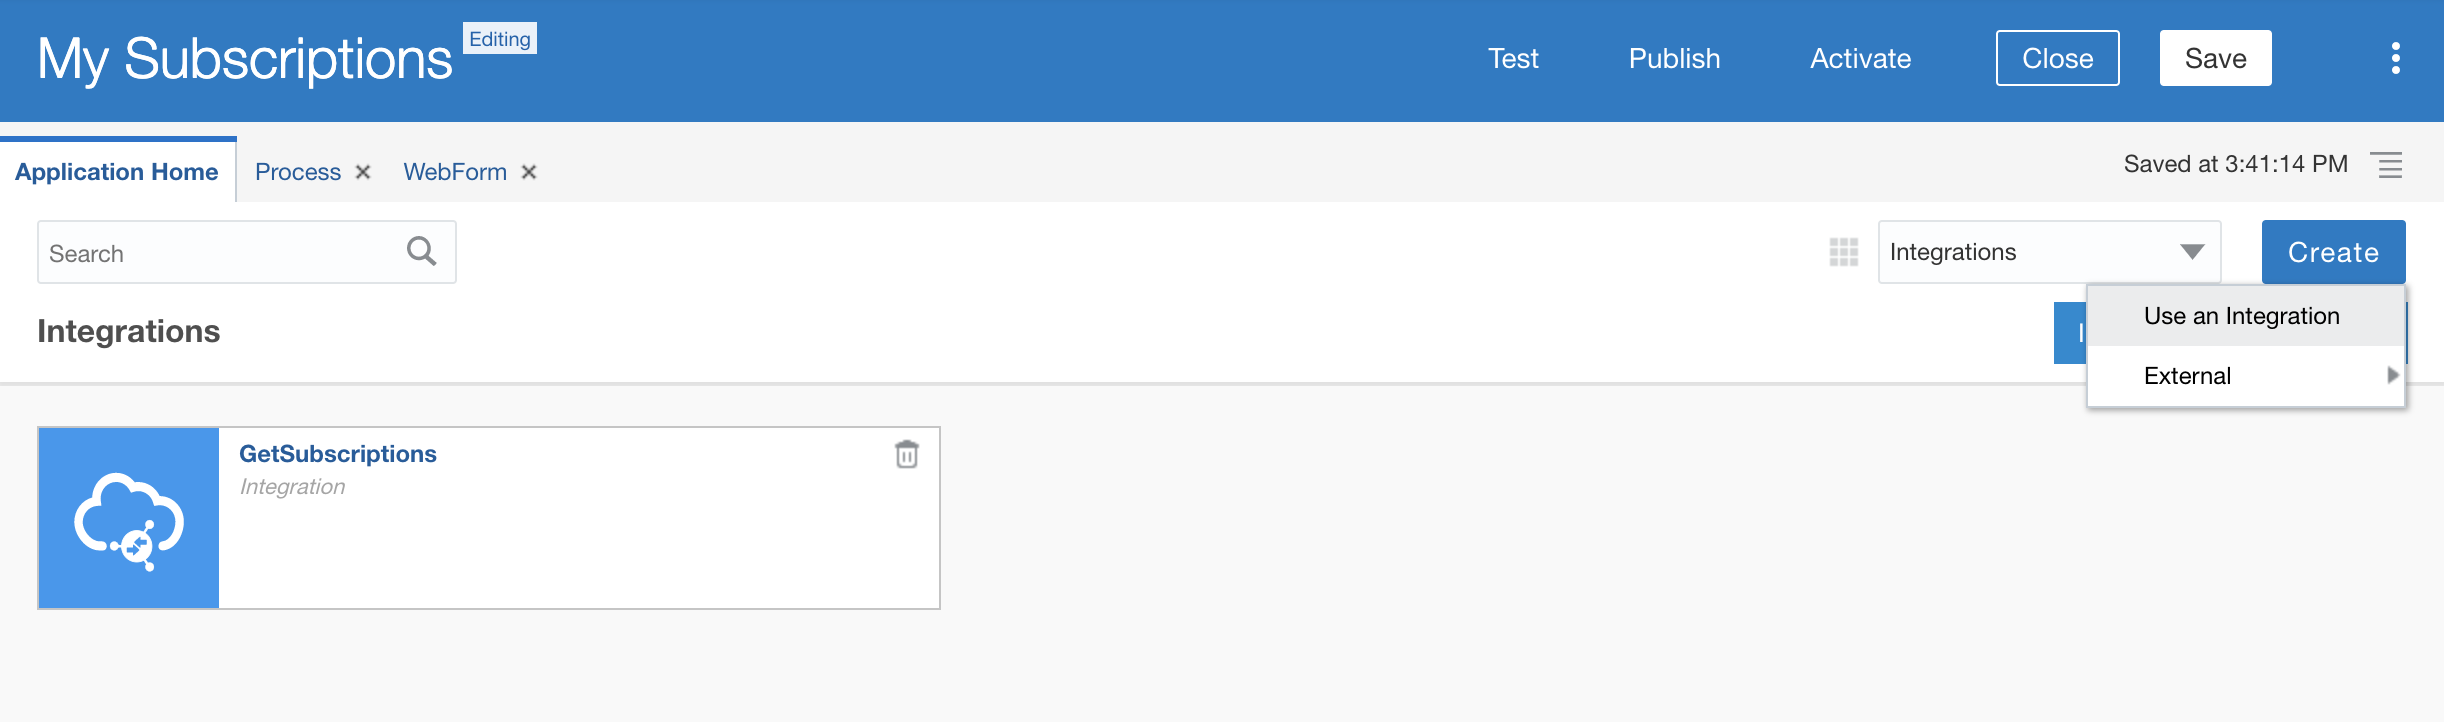 My Subscriptions Editing
Test Publish Activate Close Save
Application Home Process WebForm Saved at 3:41:14 PM
Search Integrations Create
Use an Integration
Integrations
External
GetSubscriptions
Integration